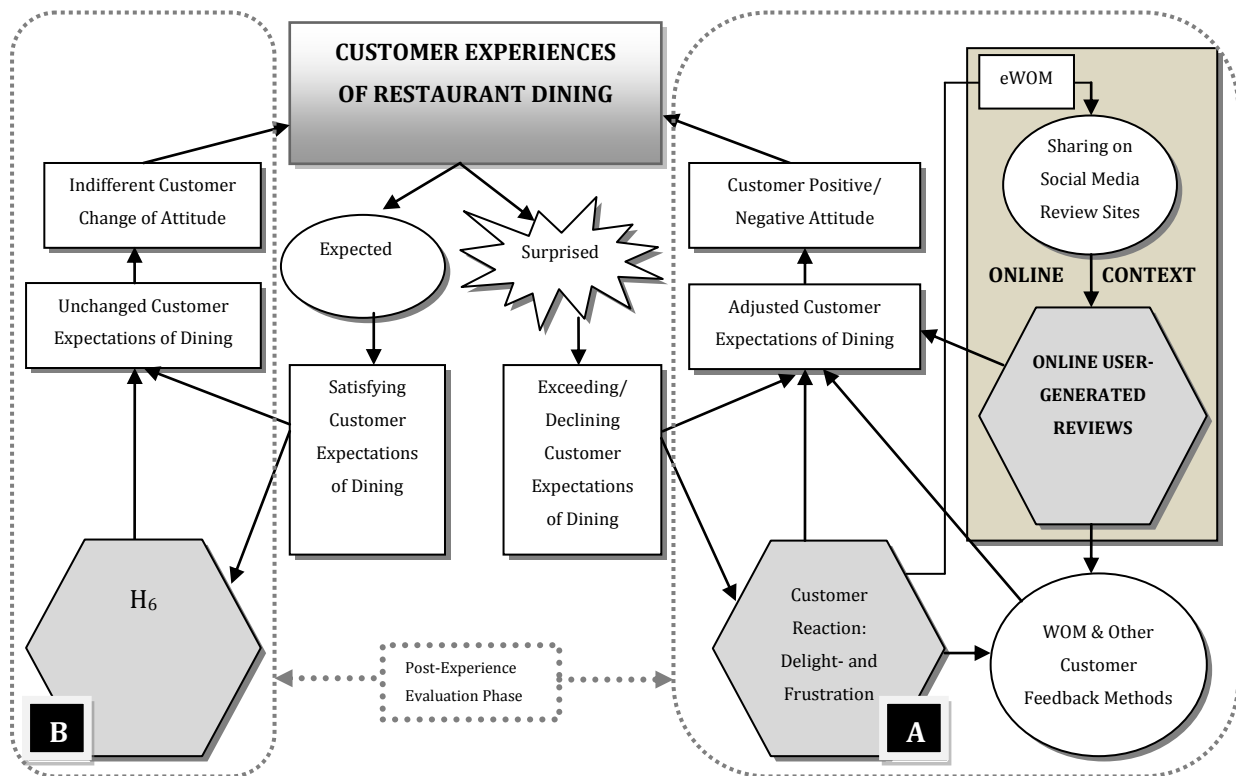 CUSTOMER EXPERIENCES
OF RESTAURANT DINING
eWOM
Sharing on
Social Media
Review Sites
Indifferent Customer
Change of Attitude
Customer Positive/
Negative Attitude
Expected
Surprised
ONLINE CONTEXT
Unchanged Customer
Expectations of Dining
Adjusted Customer
Expectations of Dining
ONLINE USER-
GENERATED
REVIEWS
Satisfying
Customer
Expectations
of Dining
Exceeding/
Declining
Customer
Expectations
of Dining
H₆
Customer
Reaction:
Delight- and
Frustration
WOM & Other
Customer
Feedback Methods
Post-Experience
Evaluation Phase
B
A